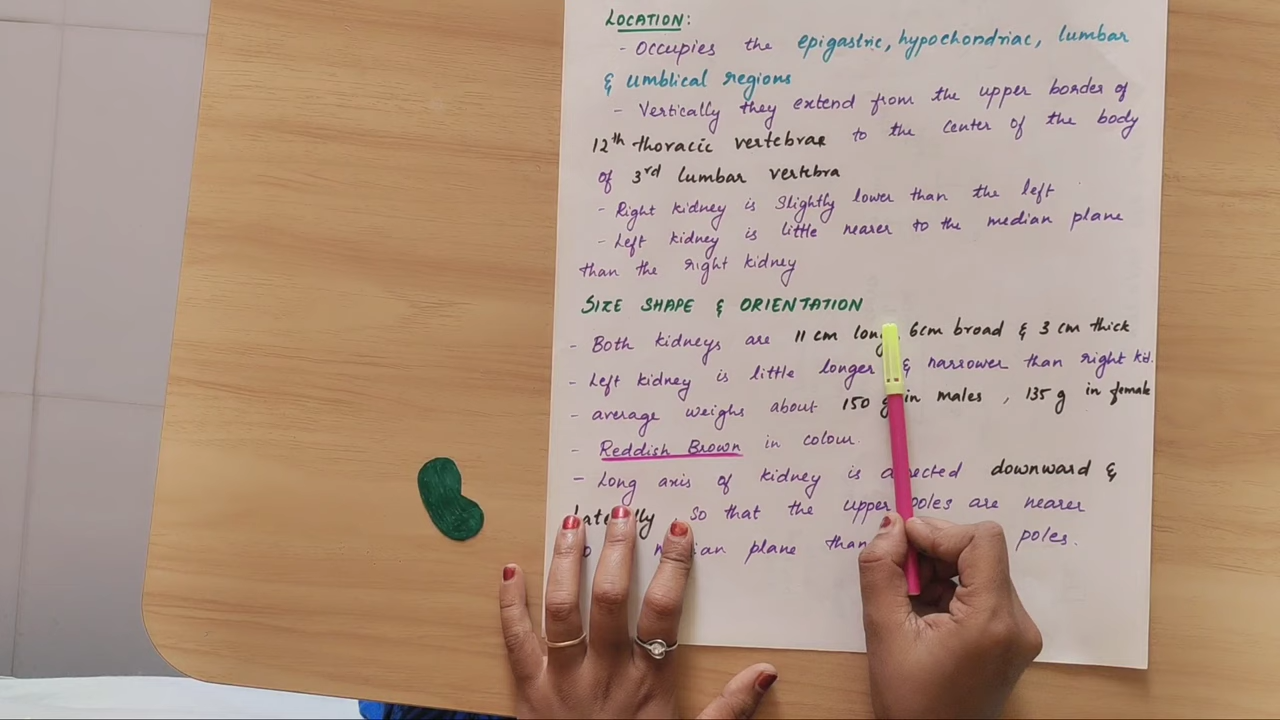 LOCATION:
- Occupies the epigastric, hypochondriac, lumbar
& umblical regions
- Vertically they extend from the upper border of
12th thoracic vertebrae to the center of the body
of 3rd lumbar vertebra
- Right kidney is slightly lower than the left
- Left kidney is little nearer to the median plane
than the right kidney
SIZE SHAPE & ORIENTATION
- Both kidneys are 11 cm long 6cm broad & 3 cm thick
- Left kidney is little longer & narrower than right kid.
- average weighs about 150 g in males , 135 g in female
- Reddish Brown in colour.
- Long axis of kidney is downward &
laterally , so that the upper poles are nearer
plane than poles.